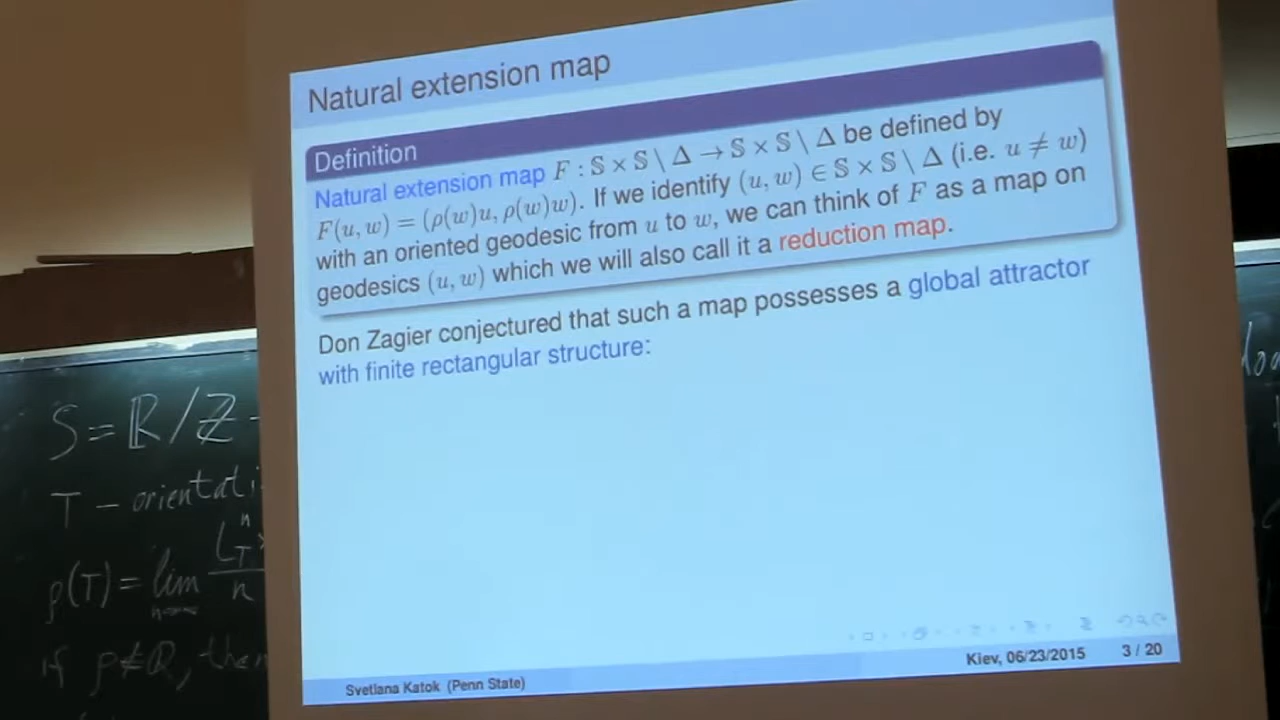 Natural extension map
Definition
Natural extension map F : 𝕊 × 𝕊 \ Δ → 𝕊 × 𝕊 \ Δ be defined by
F(u, w) = (ρ(w)u, ρ(w)w). If we identify (u, w) ∈ 𝕊 × 𝕊 \ Δ (i.e. u ≠ w)
with an oriented geodesic from u to w, we can think of F as a map on
geodesics (u, w) which we will also call it a reduction map.
Don Zagier conjectured that such a map possesses a global attractor
with finite rectangular structure:
Svetlana Katok (Penn State)
Kiev, 06/23/2015
3 / 20
S = ℝ/ℤ
T – orientati
ρ(T) = lim
n
if ρ∉ℚ, then